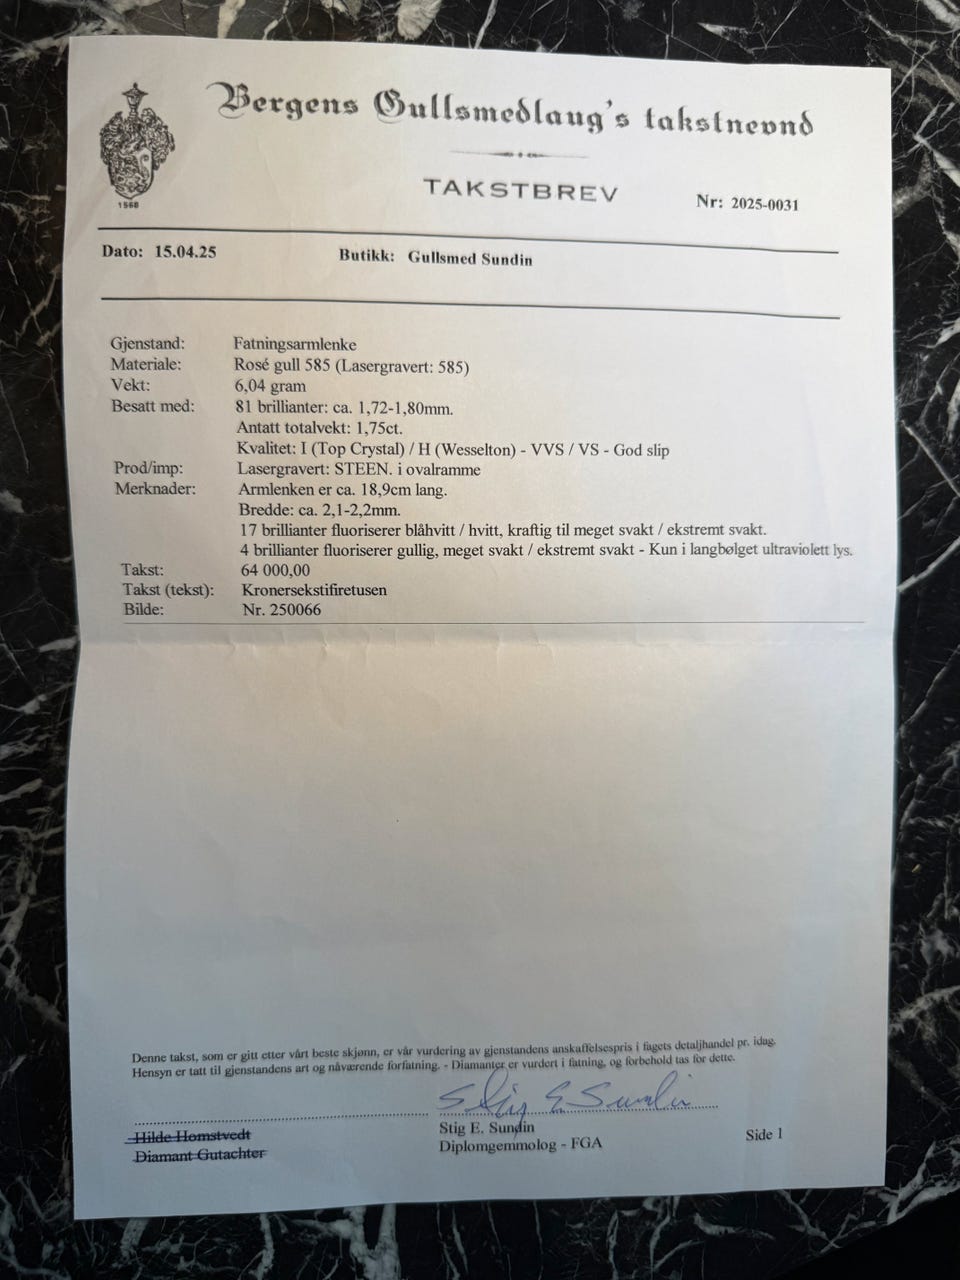 Bergens Gullsmedlaug's takstnevnd
1568
TAKSTBREV
Nr: 2025-0031
Dato: 15.04.25
Butikk: Gullsmed Sundin
Gjenstand: Fatningsarmlenke
Materiale: Rosé gull 585 (Lasergravert: 585)
Vekt: 6,04 gram
Besatt med: 81 brillianter: ca. 1,72-1,80mm.
Antatt totalvekt: 1,75ct.
Kvalitet: I (Top Crystal) / H (Wesselton) - VVS / VS - God slip
Prod/imp: Lasergravert: STEEN. i ovalramme
Merknader: Armlenken er ca. 18,9cm lang.
Bredde: ca. 2,1-2,2mm.
17 brillianter fluoriserer blåhvitt / hvitt, kraftig til meget svakt / ekstremt svakt.
4 brillianter fluoriserer gullig, meget svakt / ekstremt svakt - Kun i langbølget ultraviolett lys.
Takst: 64 000,00
Takst (tekst): Kronersekstifiretusen
Bilde: Nr. 250066
Denne takst, som er gitt etter vårt beste skjønn, er vår vurdering av gjenstandens anskaffelsespris i fagets detaljhandel pr. idag.
Hensyn er tatt til gjenstandens art og nåværende forfatning. - Diamanter er vurdert i fatning, og forbehold tas for dette.
Stig E Sundin
Hilde Homstvedt
Diamant Gutachter
Stig E. Sundin
Diplomgemmolog - FGA
Side 1